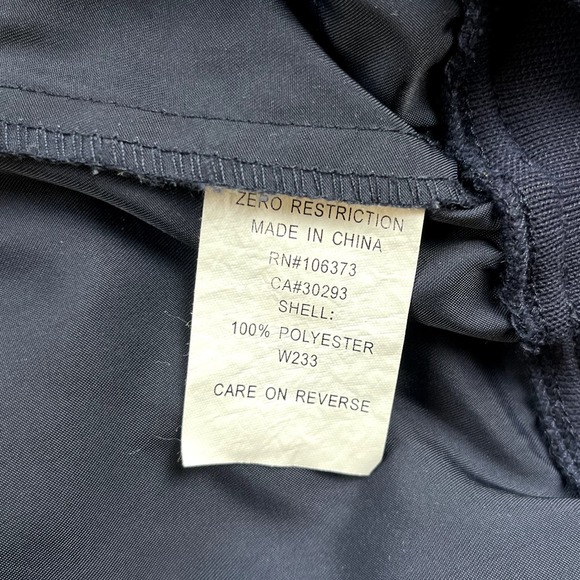 ZERO RESTRICTION
MADE IN CHINA
RN#106373
CA#30293
SHELL:
100% POLYESTER
W233
CARE ON REVERSE